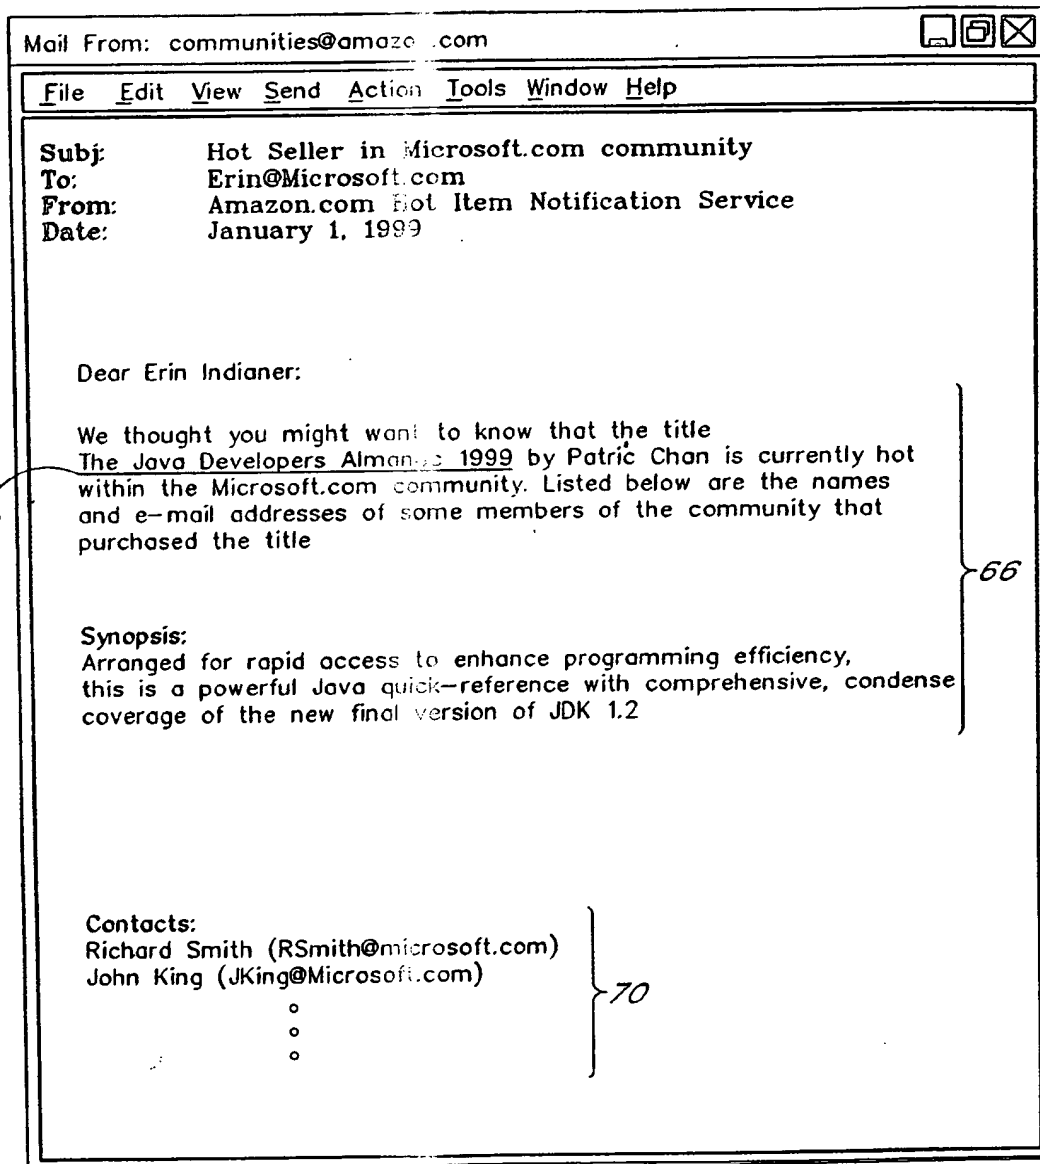 Mail From: communities@amazo .com
File Edit View Send Action Tools Window Help
Subj: Hot Seller in Microsoft.com community
To: Erin@Microsoft.com
From: Amazon.com Hot Item Notification Service
Date: January 1, 1999
Dear Erin Indianer:
We thought you might want to know that the title
The Java Developers Almanac 1999 by Patric Chan is currently hot
within the Microsoft.com community. Listed below are the names
and e-mail addresses of some members of the community that
purchased the title
66
Synopsis:
Arranged for rapid access to enhance programming efficiency,
this is a powerful Java quick-reference with comprehensive, condense
coverage of the new final version of JDK 1.2
Contacts:
Richard Smith (RSmith@microsoft.com)
John King (JKing@Microsoft.com)
70